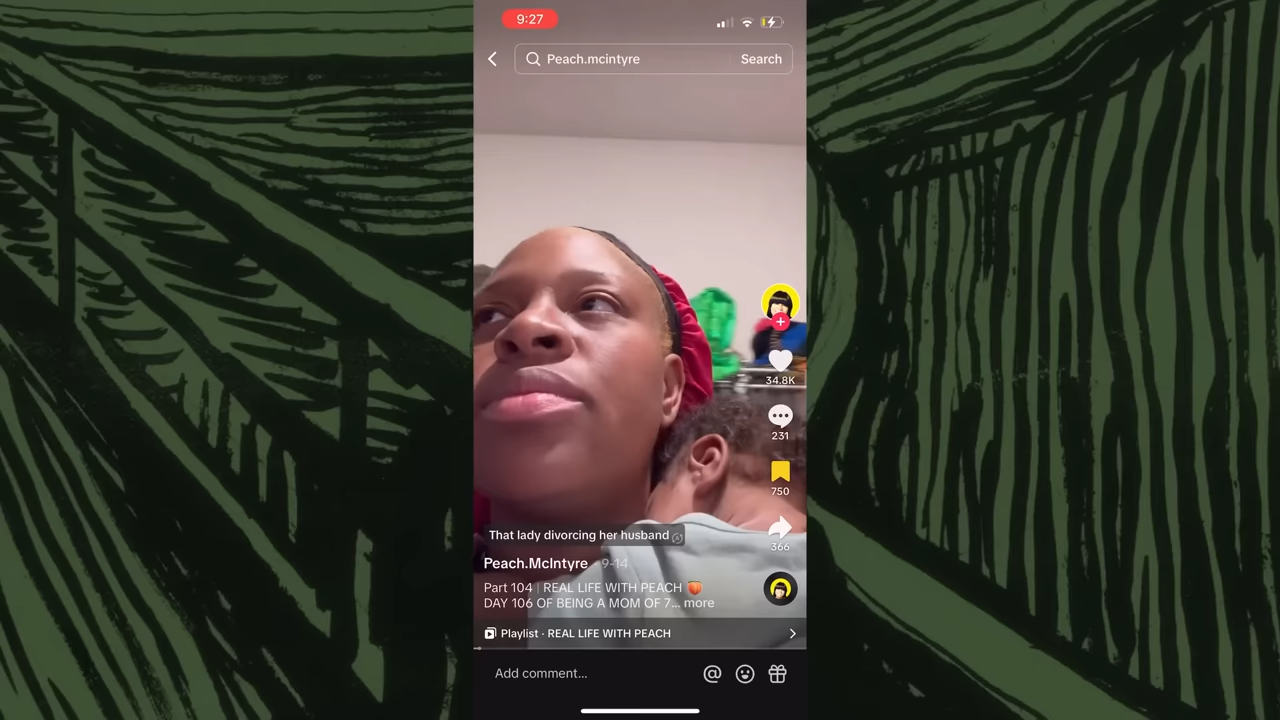 9:27
Peach.mcintyre
Search
34.8K
231
750
366
That lady divorcing her husband
Peach.McIntyre · 9-14
Part 104 | REAL LIFE WITH PEACH 🍑
DAY 106 OF BEING A MOM OF 7... more
Playlist · REAL LIFE WITH PEACH
Add comment...